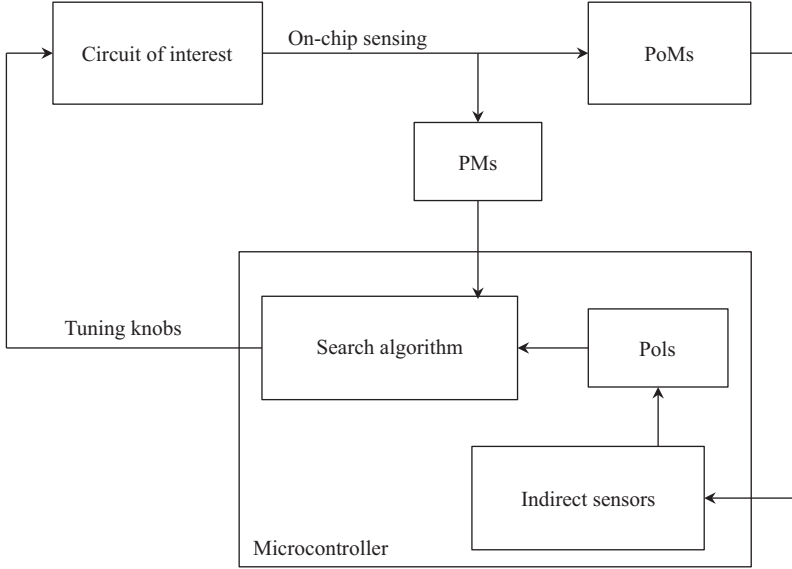 Circuit of interest
On-chip sensing
PoMs
PMs
Tuning knobs
Search algorithm
PoIs
Indirect sensors
Microcontroller